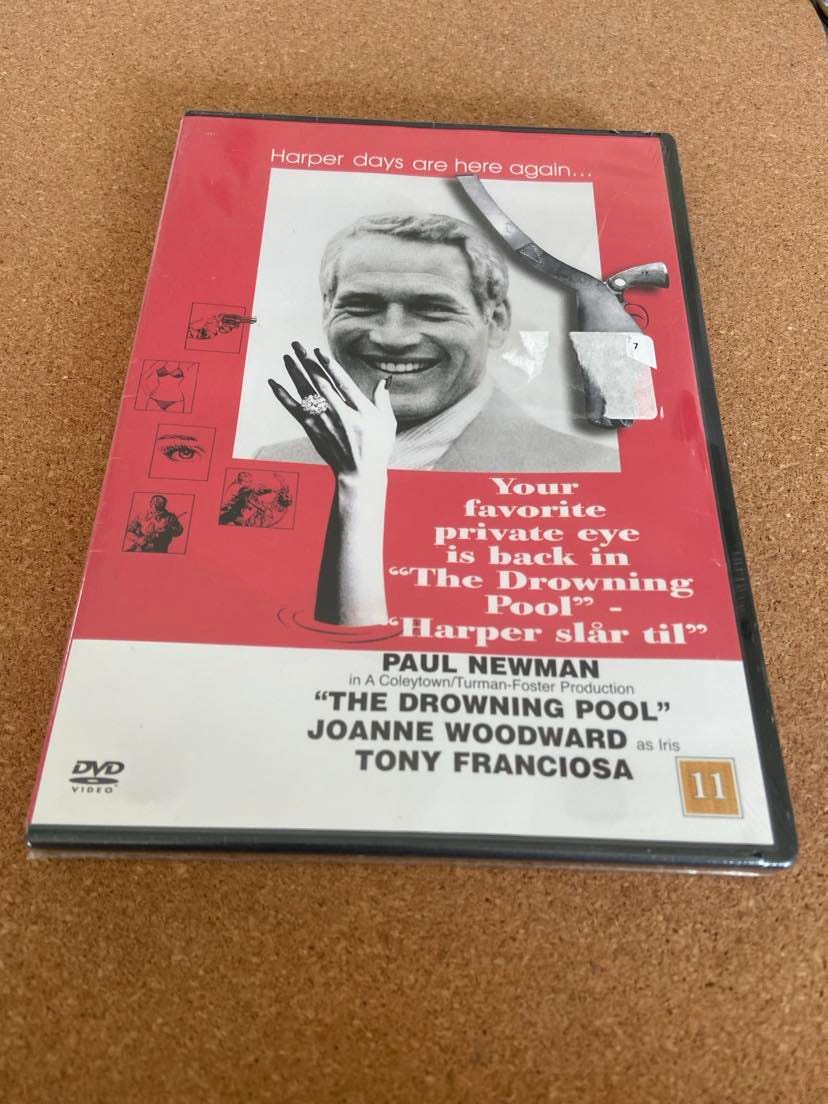 Harper days are here again...
7
Your
favorite
private eye
is back in
“The Drowning
Pool” -
“Harper slår til”
PAUL NEWMAN
in A Coleytown/Turman-Foster Production
“THE DROWNING POOL”
JOANNE WOODWARD as Iris
TONY FRANCIOSA
DVD
VIDEO
11